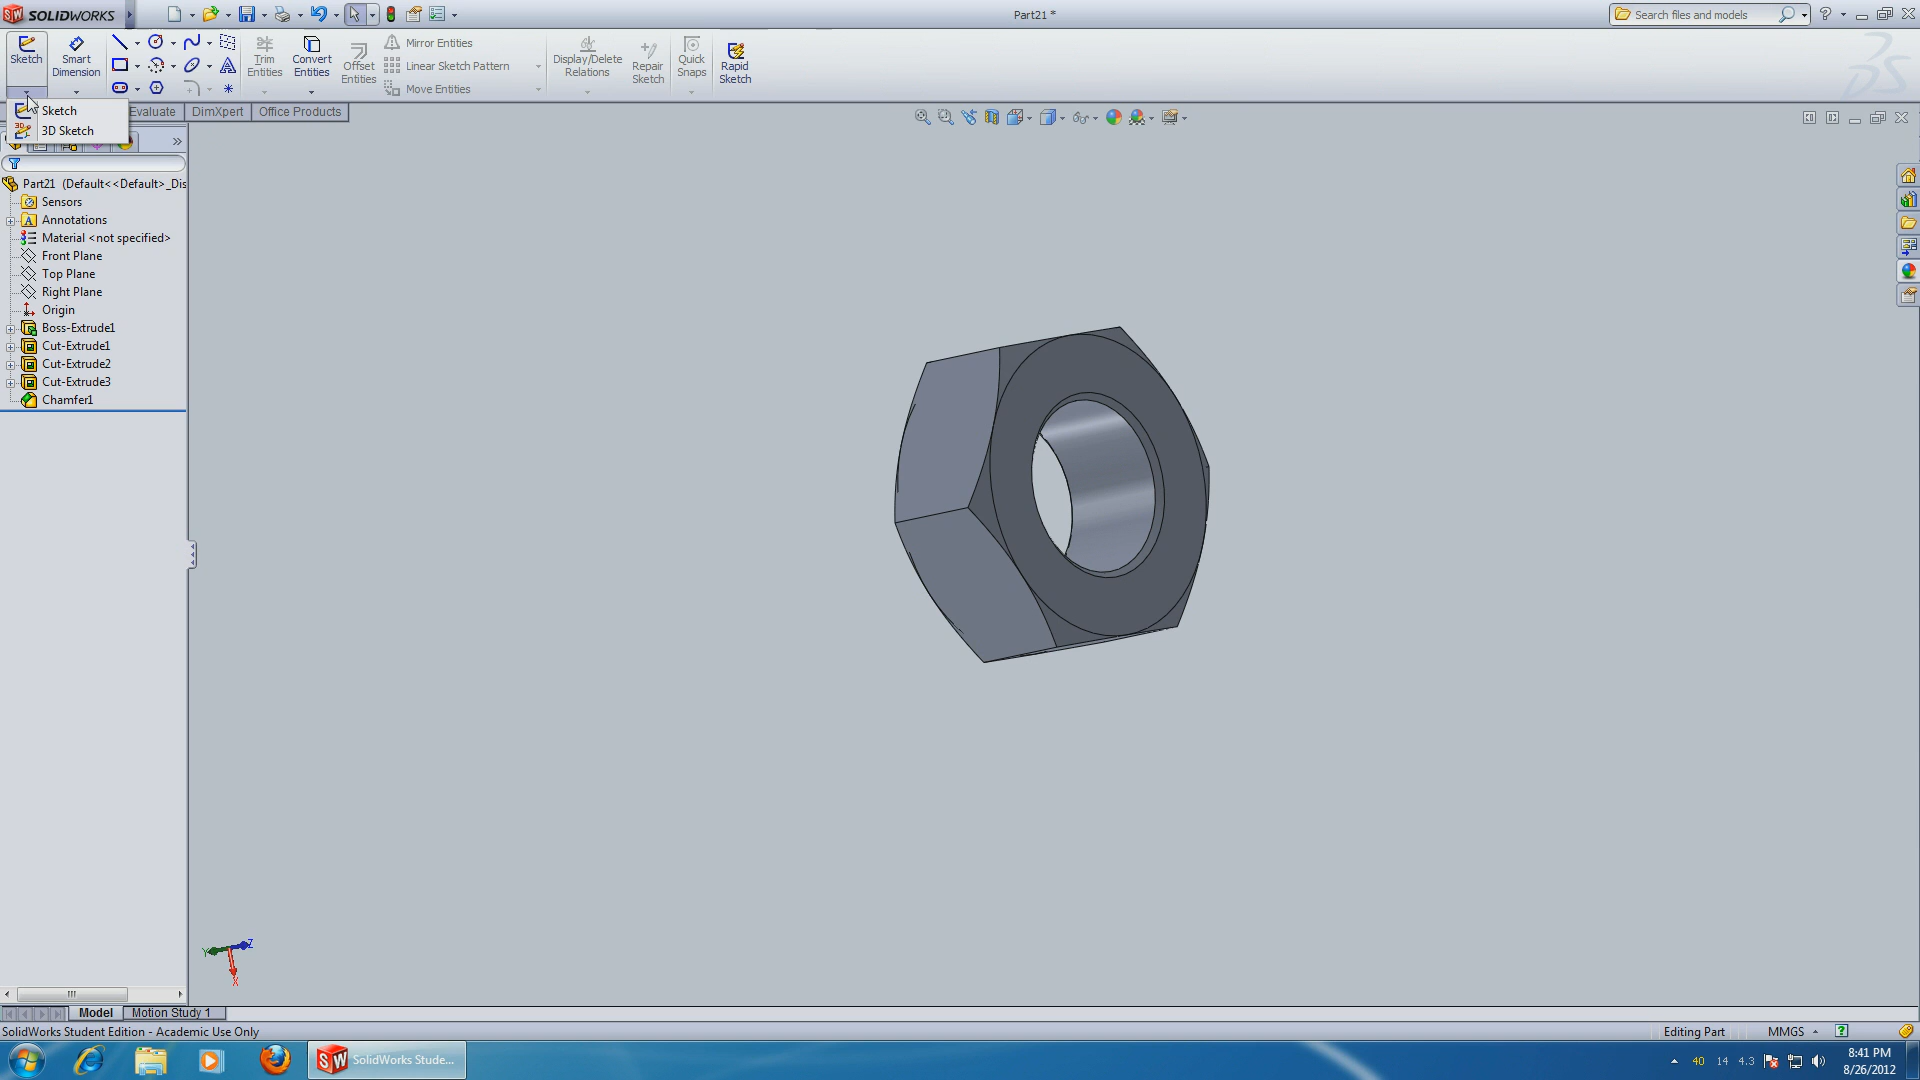 SOLIDWORKS
Part21 *
Search files and models
Sketch
Smart Dimension
Trim Entities
Convert Entities
Offset Entities
Mirror Entities
Linear Sketch Pattern
Move Entities
Display/Delete Relations
Repair Sketch
Quick Snaps
Rapid Sketch
Sketch
3D Sketch
Evaluate
DimXpert
Office Products
Part21 (Default<<Default>_Dis
Sensors
Annotations
Material <not specified>
Front Plane
Top Plane
Right Plane
Origin
Boss-Extrude1
Cut-Extrude1
Cut-Extrude2
Cut-Extrude3
Chamfer1
Y
Z
X
Model
Motion Study 1
SolidWorks Student Edition - Academic Use Only
Editing Part
MMGS
SolidWorks Stude...
40 14 4.3
8:41 PM
8/26/2012